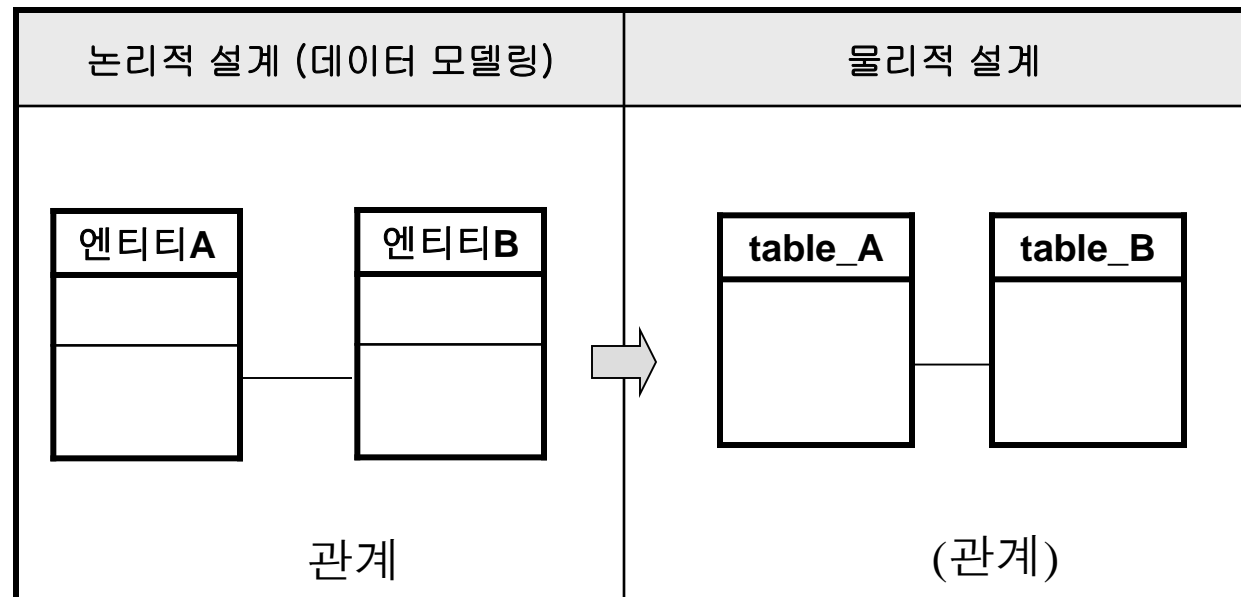 논리적 설계 (데이터 모델링)
물리적 설계
엔티티A
엔티티B
table_A
table_B
관계
(관계)